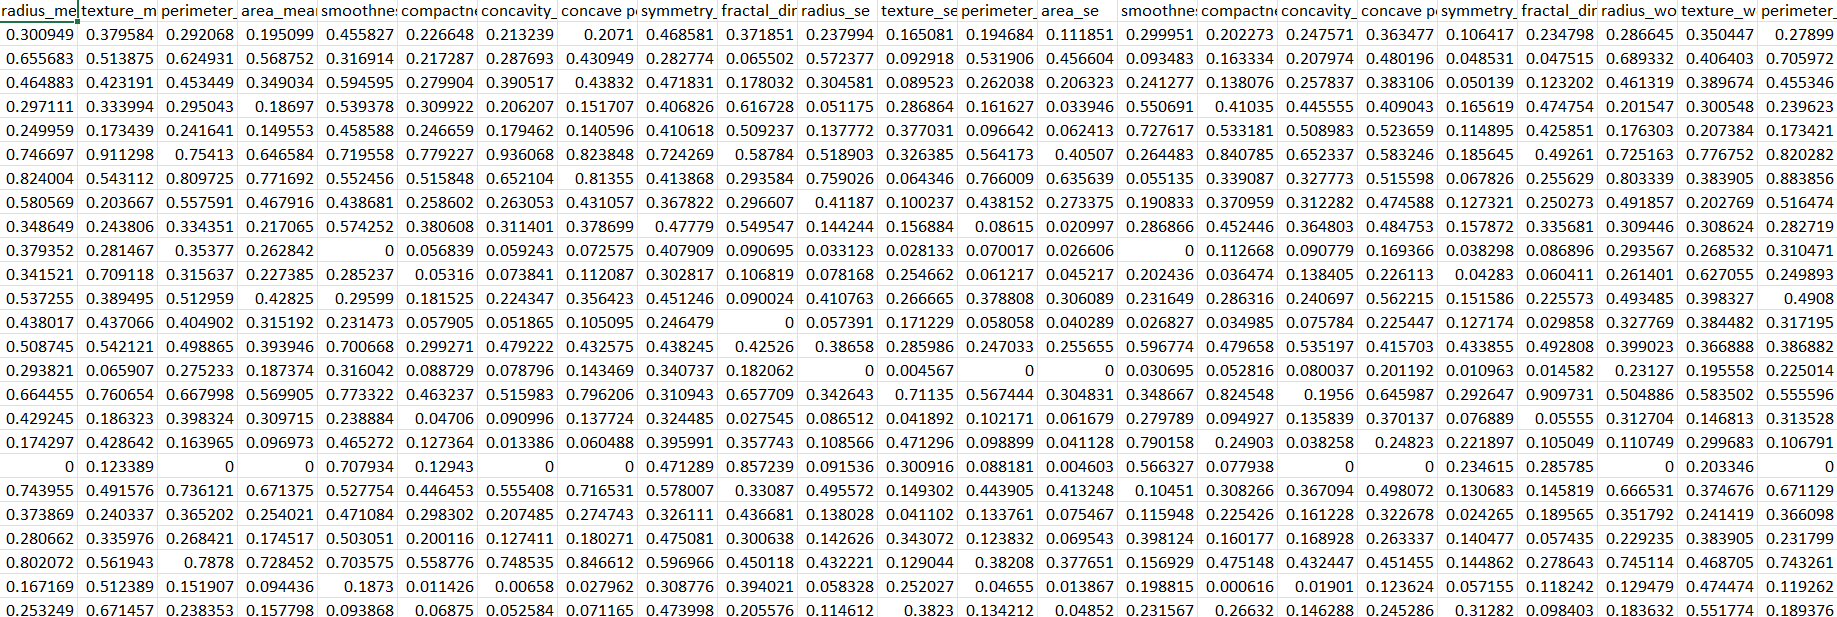 radius_me texture_m perimeter_ area_mear smoothne: compactne concavity_ concave p symmetry_ fractal_dir radius_se texture_se perimeter_ area_se smoothne: compactne concavity_ concave p symmetry_ fractal_dir radius_wo texture_w perimeter_
0.300949 0.379584 0.292068 0.195099 0.455827 0.226648 0.213239 0.2071 0.468581 0.371851 0.237994 0.165081 0.194684 0.111851 0.299951 0.202273 0.247571 0.363477 0.106417 0.234798 0.286645 0.350447 0.27899
0.655683 0.513875 0.624931 0.568752 0.316914 0.217287 0.287693 0.430949 0.282774 0.065502 0.572377 0.092918 0.531906 0.456604 0.093483 0.163334 0.207974 0.480196 0.048531 0.047515 0.689332 0.406403 0.705972
0.464883 0.423191 0.453449 0.349034 0.594595 0.279904 0.390517 0.43832 0.471831 0.178032 0.304581 0.089523 0.262038 0.206323 0.241277 0.138076 0.257837 0.383106 0.050139 0.123202 0.461319 0.389674 0.455346
0.297111 0.333994 0.295043 0.18697 0.539378 0.309922 0.206207 0.151707 0.406826 0.616728 0.051175 0.286864 0.161627 0.033946 0.550691 0.41035 0.445555 0.409043 0.165619 0.474754 0.201547 0.300548 0.239623
0.249959 0.173439 0.241641 0.149553 0.458588 0.246659 0.179462 0.140596 0.410618 0.509237 0.137772 0.377031 0.096642 0.062413 0.727617 0.533181 0.508983 0.523659 0.114895 0.425851 0.176303 0.207384 0.173421
0.746697 0.911298 0.75413 0.646584 0.719558 0.779227 0.936068 0.823848 0.724269 0.58784 0.518903 0.326385 0.564173 0.40507 0.264483 0.840785 0.652337 0.583246 0.185645 0.49261 0.725163 0.776752 0.820282
0.824004 0.543112 0.809725 0.771692 0.552456 0.515848 0.652104 0.81355 0.413868 0.293584 0.759026 0.064346 0.766009 0.635639 0.055135 0.339087 0.327773 0.515598 0.067826 0.255629 0.803339 0.383905 0.883856
0.580569 0.203667 0.557591 0.467916 0.438681 0.258602 0.263053 0.431057 0.367822 0.296607 0.41187 0.100237 0.438152 0.273375 0.190833 0.370959 0.312282 0.474588 0.127321 0.250273 0.491857 0.202769 0.516474
0.348649 0.243806 0.334351 0.217065 0.574252 0.380608 0.311401 0.378699 0.47779 0.549547 0.144244 0.156884 0.08615 0.020997 0.286866 0.452446 0.364803 0.484753 0.157872 0.335681 0.309446 0.308624 0.282719
0.379352 0.281467 0.35377 0.262842 0 0.056839 0.059243 0.072575 0.407909 0.090695 0.033123 0.028133 0.070017 0.026606 0 0.112668 0.090779 0.169366 0.038298 0.086896 0.293567 0.268532 0.310471
0.341521 0.709118 0.315637 0.227385 0.285237 0.05316 0.073841 0.112087 0.302817 0.106819 0.078168 0.254662 0.061217 0.045217 0.202436 0.036474 0.138405 0.226113 0.04283 0.060411 0.261401 0.627055 0.249893
0.537255 0.389495 0.512959 0.42825 0.29599 0.181525 0.224347 0.356423 0.451246 0.090024 0.410763 0.266665 0.378808 0.306089 0.231649 0.286316 0.240697 0.562215 0.151586 0.225573 0.493485 0.398327 0.4908
0.438017 0.437066 0.404902 0.315192 0.231473 0.057905 0.051865 0.105095 0.246479 0 0.057391 0.171229 0.058058 0.040289 0.026827 0.034985 0.075784 0.225447 0.127174 0.029858 0.327769 0.384482 0.317195
0.508745 0.542121 0.498865 0.393946 0.700668 0.299271 0.479222 0.432575 0.438245 0.42526 0.38658 0.285986 0.247033 0.255655 0.596774 0.479658 0.535197 0.415703 0.433855 0.492808 0.399023 0.366888 0.386882
0.293821 0.065907 0.275233 0.187374 0.316042 0.088729 0.078796 0.143469 0.340737 0.182062 0 0.004567 0 0 0.030695 0.052816 0.080037 0.201192 0.010963 0.014582 0.23127 0.195558 0.225014
0.664455 0.760654 0.667998 0.569905 0.773322 0.463237 0.515983 0.796206 0.310943 0.657709 0.342643 0.71135 0.567444 0.304831 0.348667 0.824548 0.1956 0.645987 0.292647 0.909731 0.504886 0.583502 0.555596
0.429245 0.186323 0.398324 0.309715 0.238884 0.04706 0.090996 0.137724 0.324485 0.027545 0.086512 0.041892 0.102171 0.061679 0.279789 0.094927 0.135839 0.370137 0.076889 0.05555 0.312704 0.146813 0.313528
0.174297 0.428642 0.163965 0.096973 0.465272 0.127364 0.013386 0.060488 0.395991 0.357743 0.108566 0.471296 0.098899 0.041128 0.790158 0.24903 0.038258 0.24823 0.221897 0.105049 0.110749 0.299683 0.106791
0 0.123389 0 0 0.707934 0.12943 0 0 0.471289 0.857239 0.091536 0.300916 0.088181 0.004603 0.566327 0.077938 0 0 0.234615 0.285785 0 0.203346 0
0.743955 0.491576 0.736121 0.671375 0.527754 0.446453 0.555408 0.716531 0.578007 0.33087 0.495572 0.149302 0.443905 0.413248 0.10451 0.308266 0.367094 0.498072 0.130683 0.145819 0.666531 0.374676 0.671129
0.373869 0.240337 0.365202 0.254021 0.471084 0.298302 0.207485 0.274743 0.326111 0.436681 0.138028 0.041102 0.133761 0.075467 0.115948 0.225426 0.161228 0.322678 0.024265 0.189565 0.351792 0.241419 0.366098
0.280662 0.335976 0.268421 0.174517 0.503051 0.200116 0.127411 0.180271 0.475081 0.300638 0.142626 0.343072 0.123832 0.069543 0.398124 0.160177 0.168928 0.263337 0.140477 0.057435 0.229235 0.383905 0.231799
0.802072 0.561943 0.7878 0.728452 0.703575 0.558776 0.748535 0.846612 0.596966 0.450118 0.432221 0.129044 0.38208 0.377651 0.156929 0.475148 0.432447 0.451455 0.144862 0.278643 0.745114 0.468705 0.743261
0.167169 0.512389 0.151907 0.094436 0.1873 0.011426 0.00658 0.027962 0.308776 0.394021 0.058328 0.252027 0.04655 0.013867 0.198815 0.000616 0.01901 0.123624 0.057155 0.118242 0.129479 0.474474 0.119262
0.253249 0.671457 0.238353 0.157798 0.093868 0.06875 0.052584 0.071165 0.473998 0.205576 0.114612 0.3823 0.134212 0.04852 0.231567 0.26632 0.146288 0.245286 0.31282 0.098403 0.183632 0.551774 0.189376